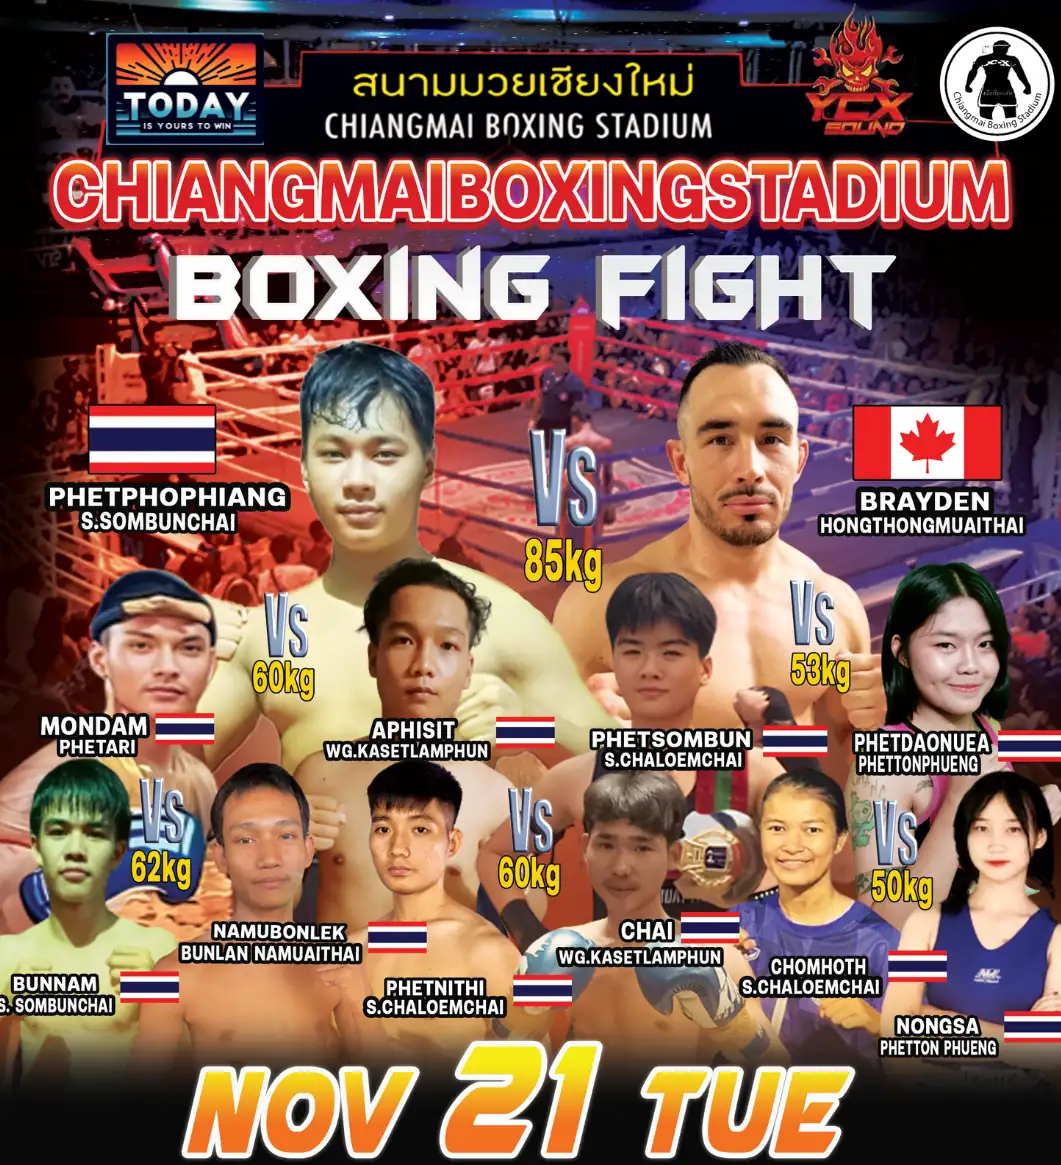 TODAY
IS YOURS TO WIN
สนามมวยเชียงใหม่
CHIANGMAI BOXING STADIUM
YCX
SOUND
Chiangmai Boxing Stadium
CHIANGMAIBOXINGSTADIUM
BOXING FIGHT
PHETPHOPHIANG
S.SOMBUNCHAI
Vs
85kg
BRAYDEN
HONGTHONGMUAITHAI
MONDAM
PHETARI
Vs
60kg
APHISIT
WG.KASETLAMPHUN
PHETSOMBUN
S.CHALOEMCHAI
Vs
53kg
PHETDAONUEA
PHETTONPHUENG
BUNNAM
S. SOMBUNCHAI
Vs
62kg
NAMUBONLEK
BUNLAN NAMUAITHAI
PHETNITHI
S.CHALOEMCHAI
Vs
60kg
CHAI
WG.KASETLAMPHUN
CHOMHOTH
S.CHALOEMCHAI
Vs
50kg
NONGSA
PHETTON PHUENG
NOV 21 TUE